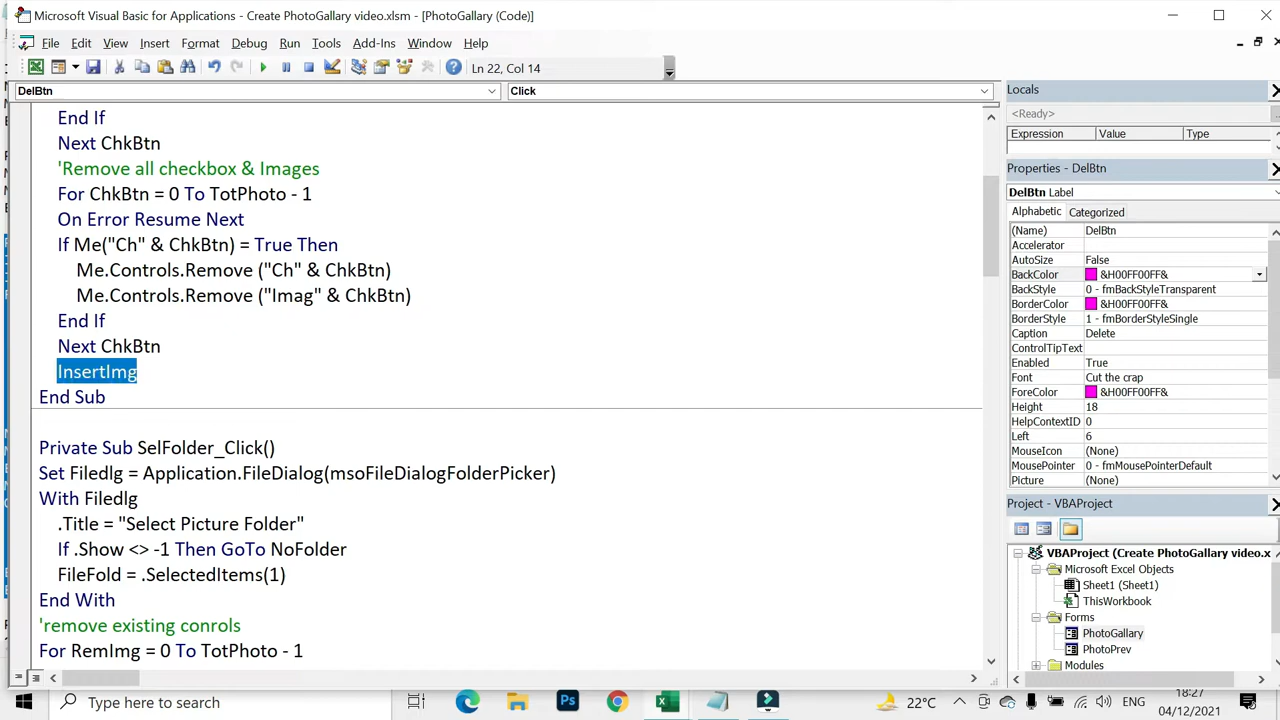 Microsoft Visual Basic for Applications - Create PhotoGallary video.xlsm - [PhotoGallary (Code)]
File Edit View Insert Format Debug Run Tools Add-Ins Window Help
Ln 22, Col 14
DelBtn
Click
End If
Next ChkBtn
'Remove all checkbox & Images
For ChkBtn = 0 To TotPhoto - 1
On Error Resume Next
If Me("Ch" & ChkBtn) = True Then
Me.Controls.Remove ("Ch" & ChkBtn)
Me.Controls.Remove ("Imag" & ChkBtn)
End If
Next ChkBtn
InsertImg
End Sub
Private Sub SelFolder_Click()
Set Filedlg = Application.FileDialog(msoFileDialogFolderPicker)
With Filedlg
.Title = "Select Picture Folder"
If .Show <> -1 Then GoTo NoFolder
FileFold = .SelectedItems(1)
End With
'remove existing conrols
For RemImg = 0 To TotPhoto - 1
Locals
<Ready>
Expression Value Type
Properties - DelBtn
DelBtn Label
Alphabetic Categorized
(Name) DelBtn
Accelerator
AutoSize False
BackColor &H00FF00FF&
BackStyle 0 - fmBackStyleTransparent
BorderColor &H00FF00FF&
BorderStyle 1 - fmBorderStyleSingle
Caption Delete
ControlTipText
Enabled True
Font Cut the crap
ForeColor &H00FF00FF&
Height 18
HelpContextID 0
Left 6
MouseIcon (None)
MousePointer 0 - fmMousePointerDefault
Picture (None)
Project - VBAProject
VBAProject (Create PhotoGallary video.x
Microsoft Excel Objects
Sheet1 (Sheet1)
ThisWorkbook
Forms
PhotoGallary
PhotoPrev
Modules
Type here to search
Ps
22°C
ENG
18:27
04/12/2021